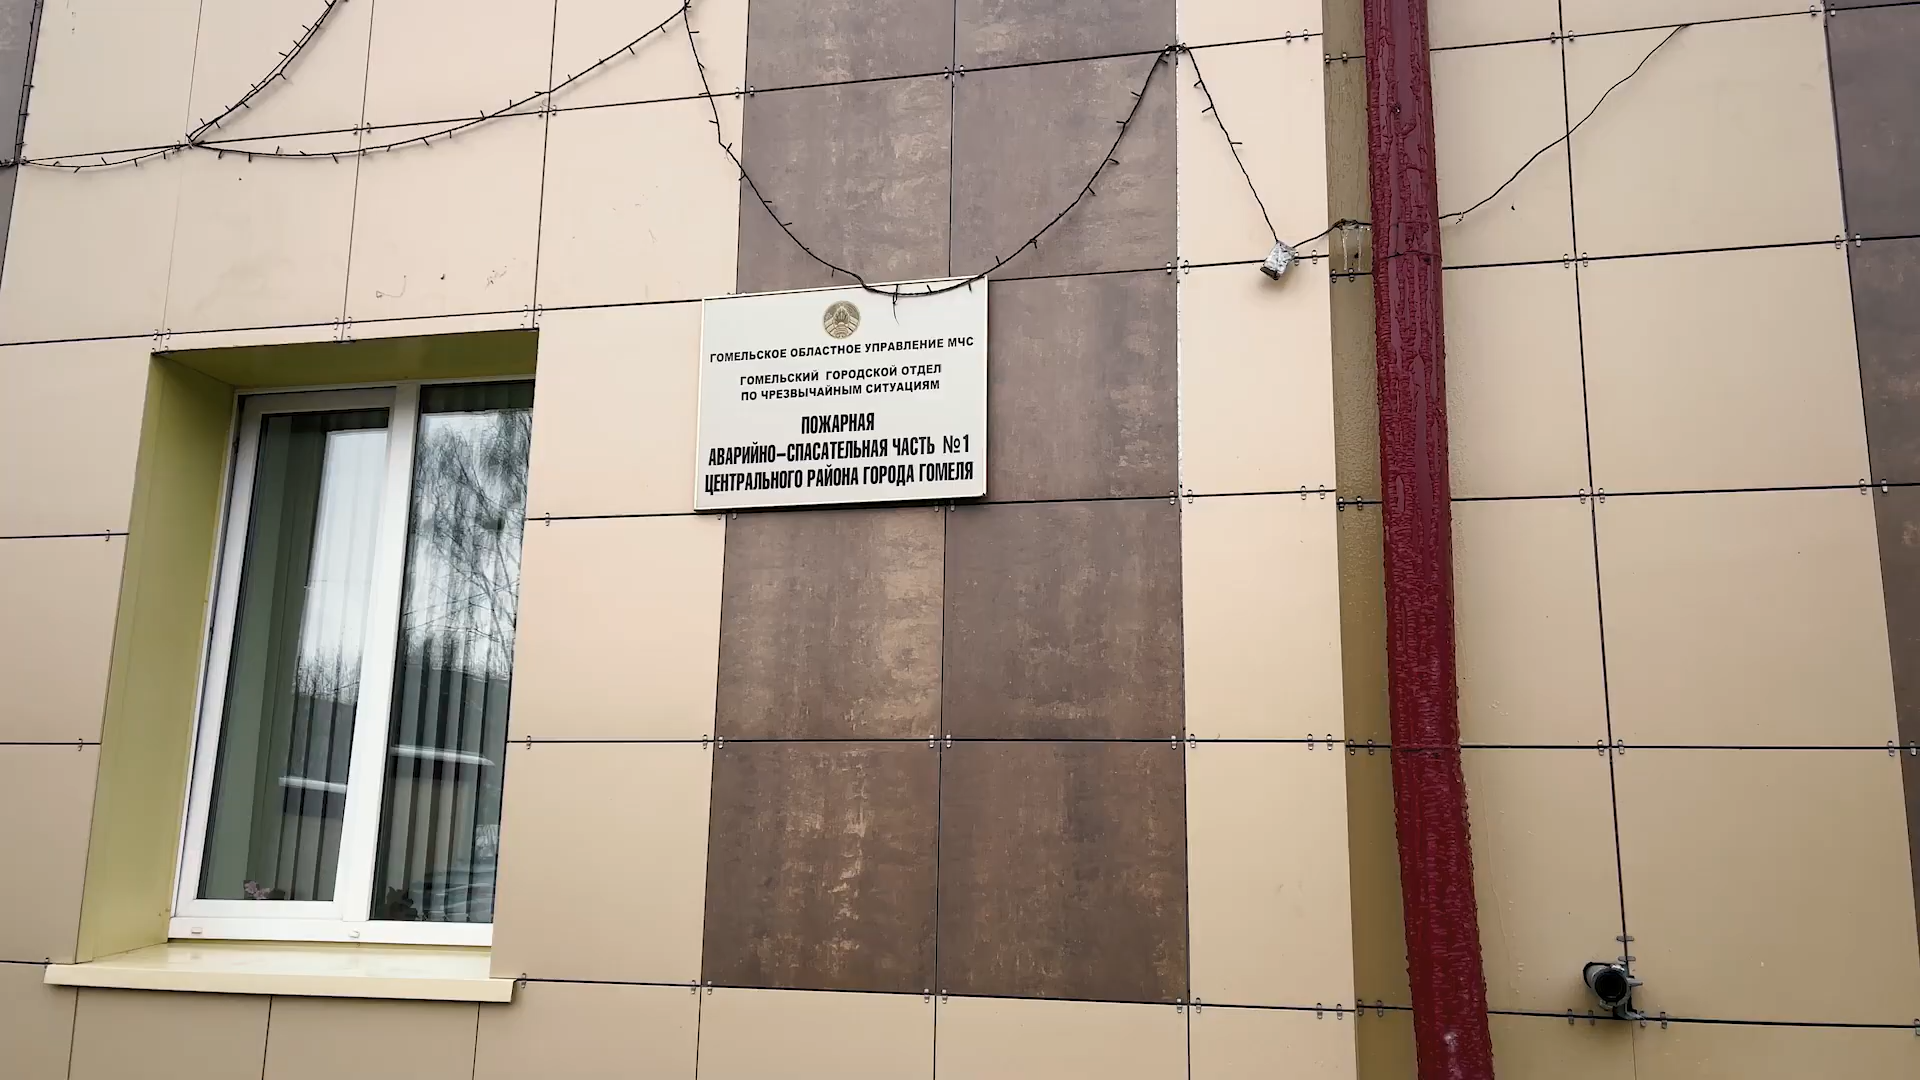 ГОМЕЛЬСКОЕ ОБЛАСТНОЕ УПРАВЛЕНИЕ МЧС
ГОМЕЛЬСКИЙ ГОРОДСКОЙ ОТДЕЛ
ПО ЧРЕЗВЫЧАЙНЫМ СИТУАЦИЯМ
ПОЖАРНАЯ
АВАРИЙНО-СПАСАТЕЛЬНАЯ ЧАСТЬ №1
ЦЕНТРАЛЬНОГО РАЙОНА ГОРОДА ГОМЕЛЯ